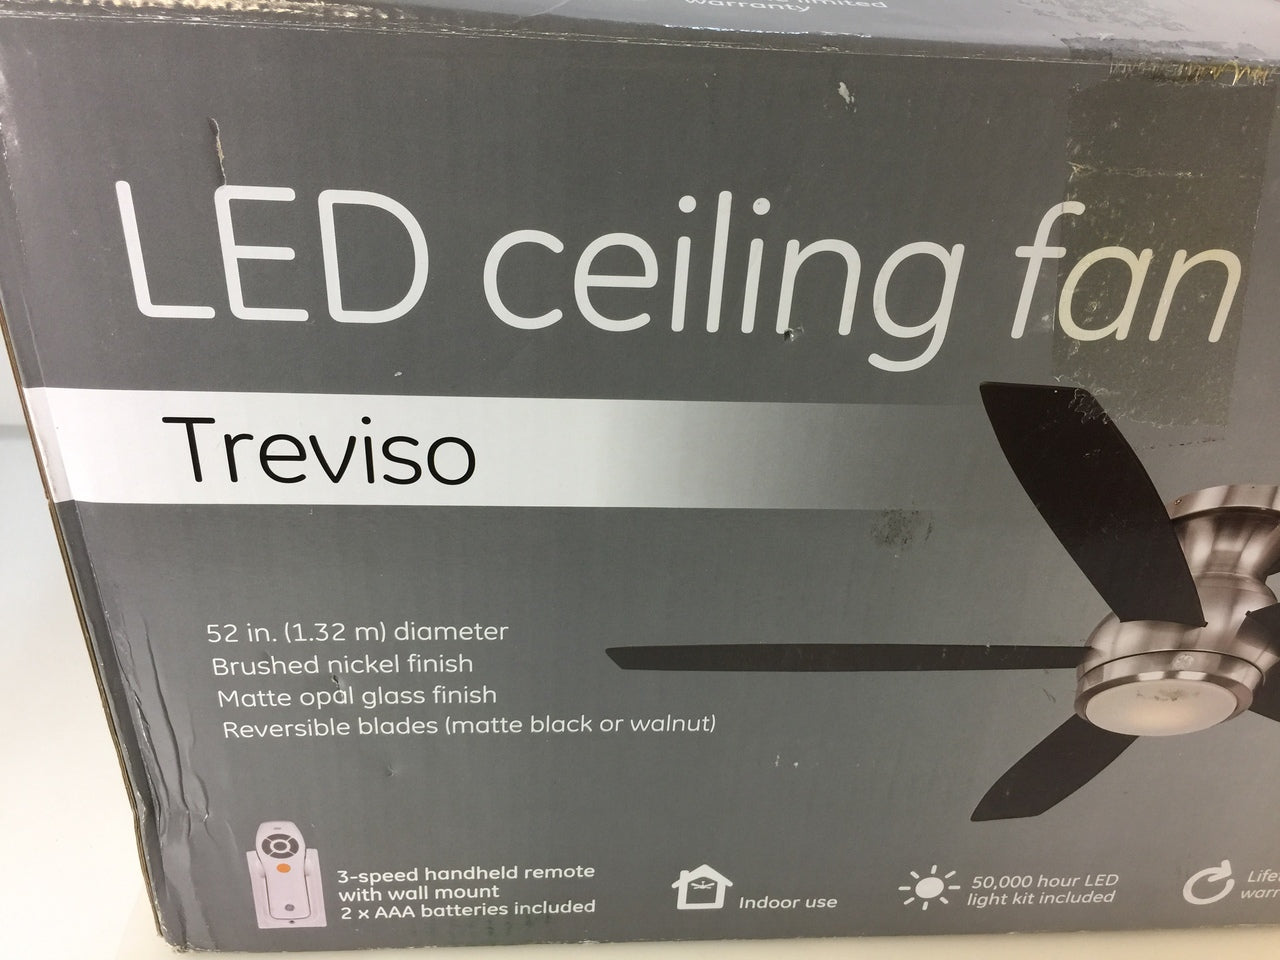 limited
warranty
LED ceiling fan
Treviso
52 in. (1.32 m) diameter
Brushed nickel finish
Matte opal glass finish
Reversible blades (matte black or walnut)
3-speed handheld remote
with wall mount
2 x AAA batteries included
Indoor use
50,000 hour LED
light kit included